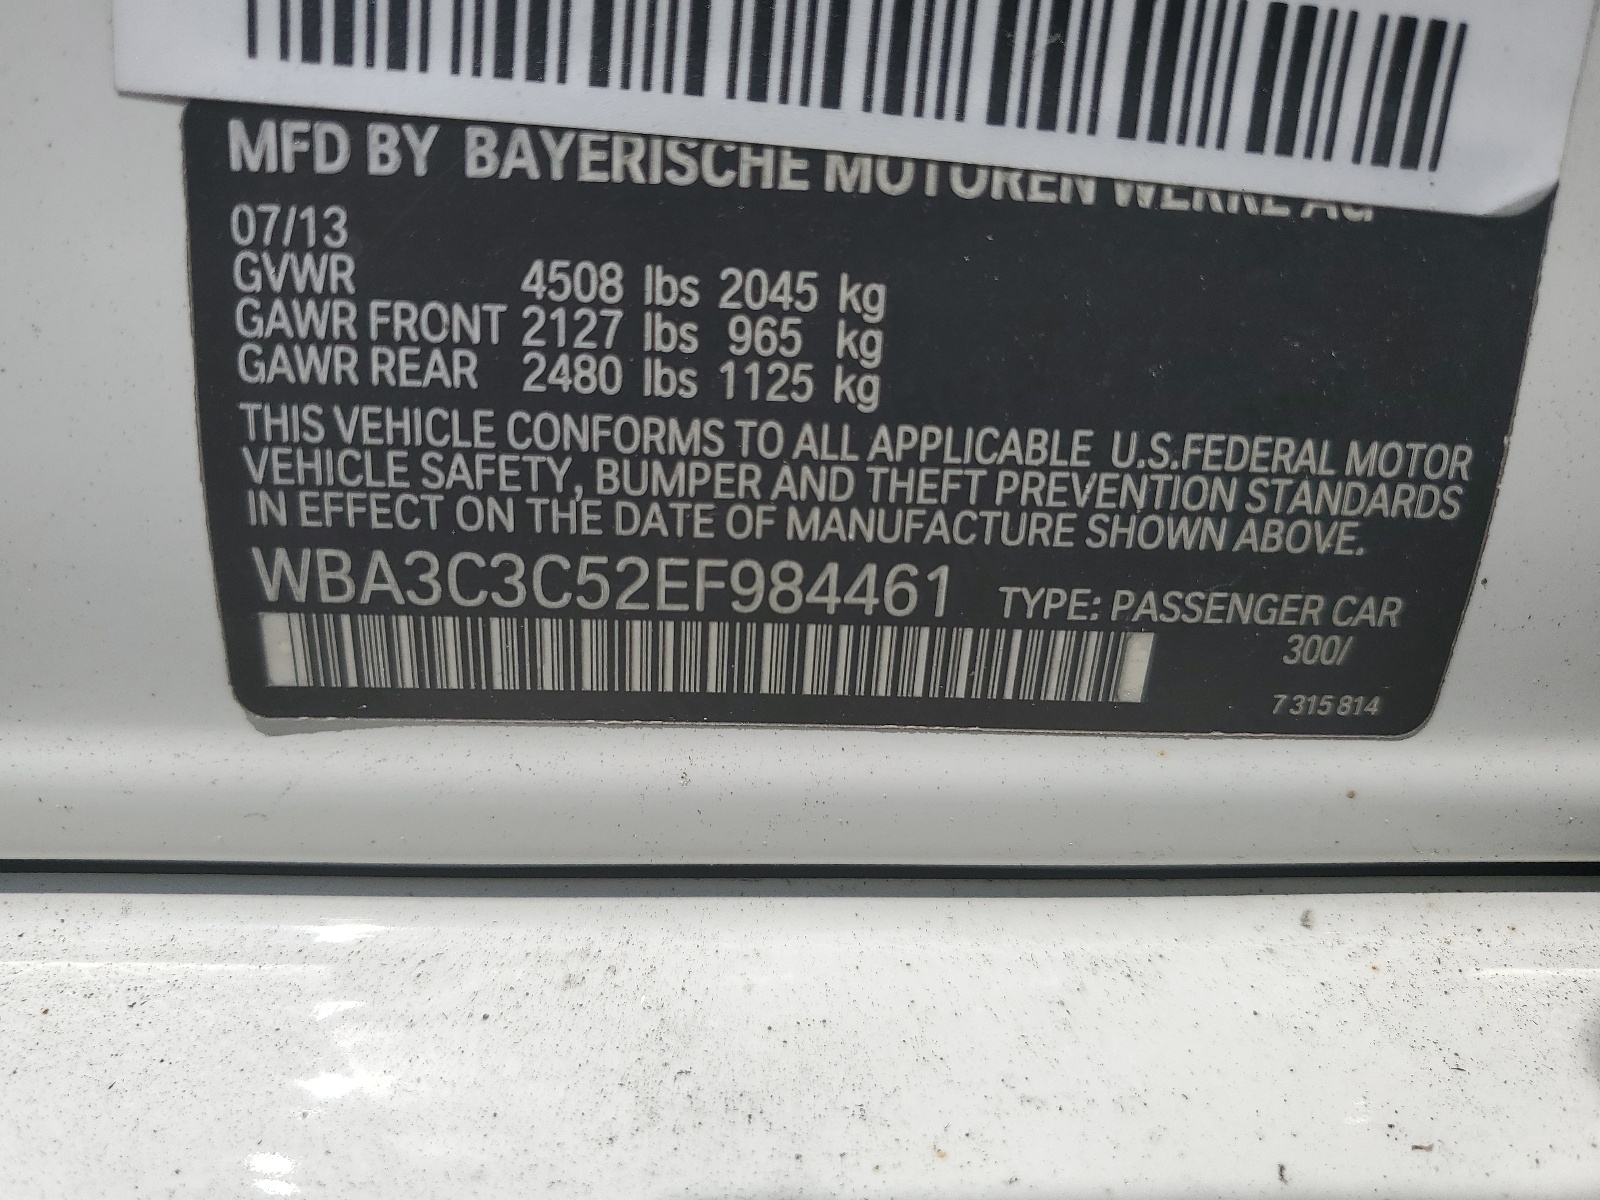 MFD BY BAYERISCHE MOTOREN WERKE AG
07/13
GVWR 4508 lbs 2045 kg
GAWR FRONT 2127 lbs 965 kg
GAWR REAR 2480 lbs 1125 kg
THIS VEHICLE CONFORMS TO ALL APPLICABLE U.S.FEDERAL MOTOR
VEHICLE SAFETY, BUMPER AND THEFT PREVENTION STANDARDS
IN EFFECT ON THE DATE OF MANUFACTURE SHOWN ABOVE.
WBA3C3C52EF984461 TYPE: PASSENGER CAR
300/
7 315 814